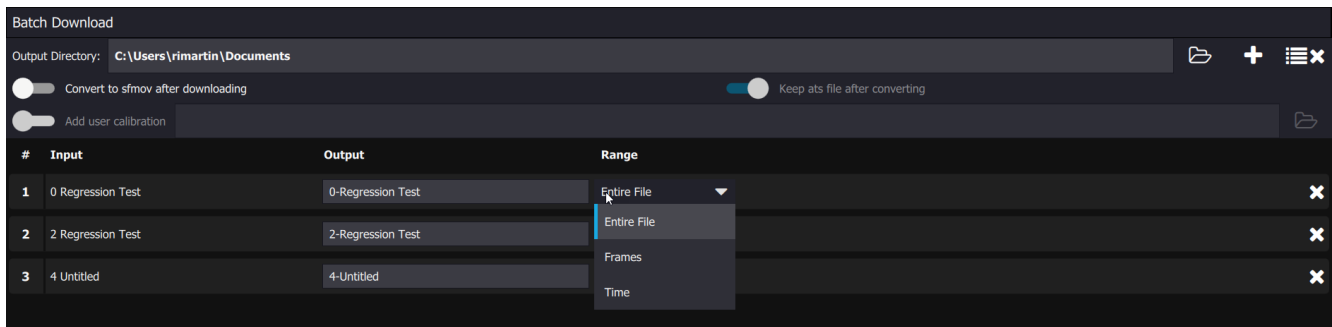 Batch Download
Output Directory: C:\Users\rimartin\Documents
Convert to sfmov after downloading Keep ats file after converting
Add user calibration
# Input Output Range
1 0 Regression Test 0-Regression Test Entire File
Entire File
2 2 Regression Test 2-Regression Test
Frames
3 4 Untitled 4-Untitled
Time